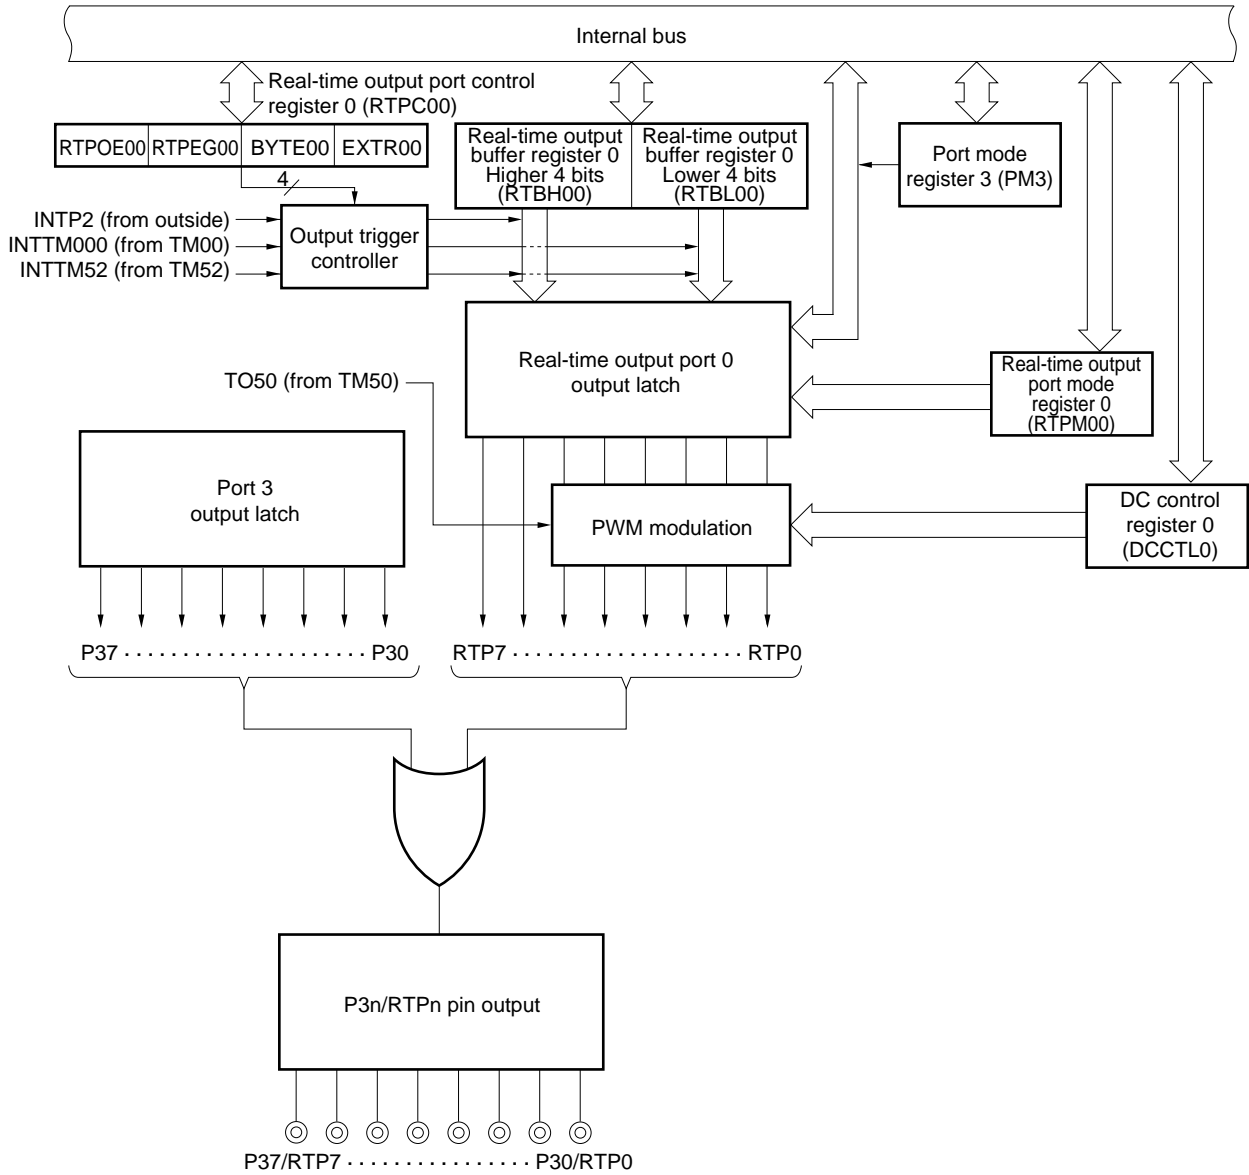 Internal bus
Real-time output port control
register 0 (RTPC00)
RTPOE00 RTPEG00 BYTE00 EXTR00
Real-time output
buffer register 0
Higher 4 bits
(RTBH00)
Real-time output
buffer register 0
Lower 4 bits
(RTBL00)
Port mode
register 3 (PM3)
4
INTP2 (from outside)
INTTM000 (from TM00)
INTTM52 (from TM52)
Output trigger
controller
Real-time output port 0
output latch
TO50 (from TM50)
Real-time output
port mode
register 0
(RTPM00)
Port 3
output latch
PWM modulation
DC control
register 0
(DCCTL0)
P37 · · · · · · · · · · · · · · · · · · · · · P30
RTP7 · · · · · · · · · · · · · · · · · · · · RTP0
P3n/RTPn pin output
P37/RTP7 · · · · · · · · · · · · · · · · P30/RTP0